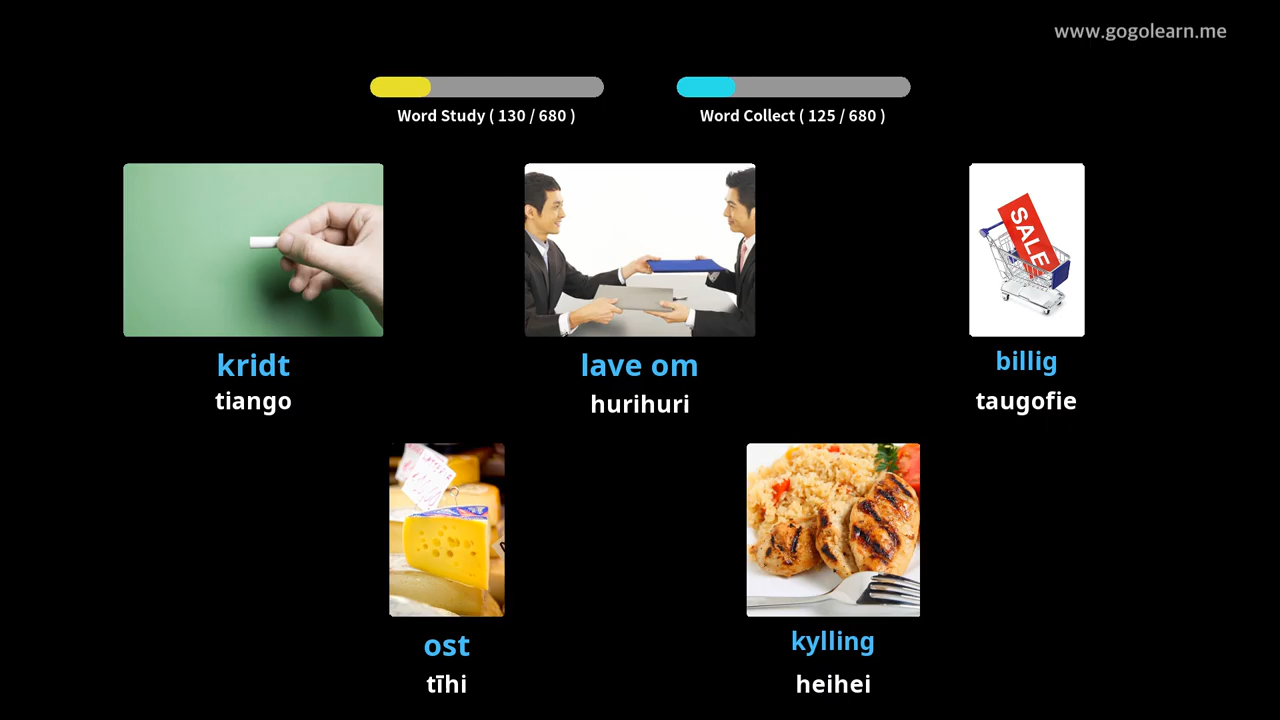 www.gogolearn.me
Word Study ( 130 / 680 )
Word Collect ( 125 / 680 )
SALE
kridt
tiango
lave om
hurihuri
billig
taugofie
ost
tīhi
kylling
heihei